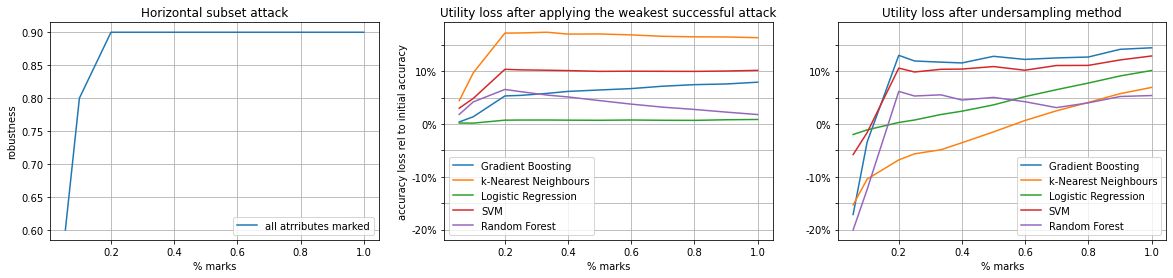 Horizontal subset attack
robustness
0.90
0.85
0.80
0.75
0.70
0.65
0.60
0.2
0.4
0.6
0.8
1.0
% marks
all atrributes marked
Utility loss after applying the weakest successful attack
accuracy loss rel to initial accuracy
10%
0%
-10%
-20%
0.2
0.4
0.6
0.8
1.0
% marks
Gradient Boosting
k-Nearest Neighbours
Logistic Regression
SVM
Random Forest
Utility loss after undersampling method
10%
0%
-10%
-20%
0.2
0.4
0.6
0.8
1.0
% marks
Gradient Boosting
k-Nearest Neighbours
Logistic Regression
SVM
Random Forest